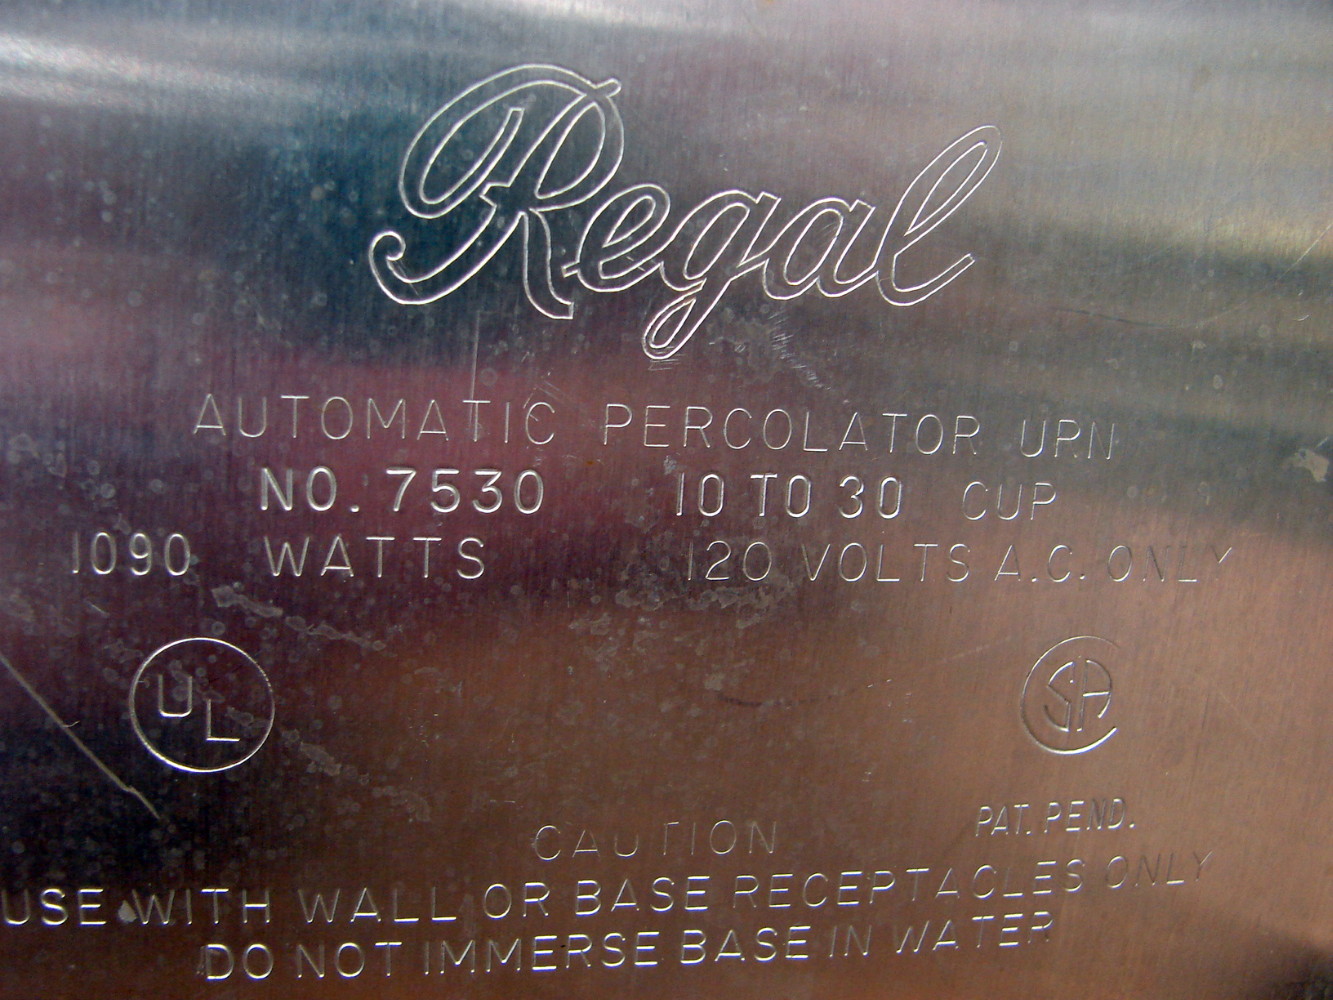 Regal
AUTOMATIC PERCOLATOR URN
NO. 7530 10 TO 30 CUP
1090 WATTS 120 VOLTS A.C. ONLY
UL SA
PAT. PEND.
CAUTION
USE WITH WALL OR BASE RECEPTACLES ONLY
DO NOT IMMERSE BASE IN WATER